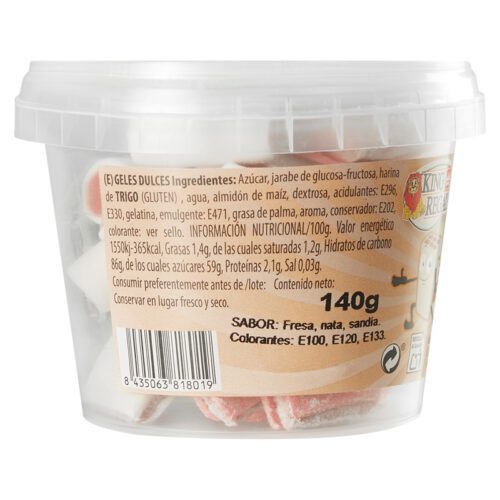 (E) GELES DULCES Ingredientes: Azúcar, jarabe de glucosa-fructosa, harina
de TRIGO (GLUTEN) , agua, almidón de maíz, dextrosa, acidulantes: E296,
E330, gelatina, emulgente: E471, grasa de palma, aroma, conservador: E202,
colorante: ver sello. INFORMACIÓN NUTRICIONAL/100g. Valor energético
1550kj-365kcal, Grasas 1,4g, de las cuales saturadas 1,2g, Hidratos de carbono
86g, de los cuales azúcares 59g, Proteínas 2,1g, Sal 0,03g.
Consumir preferentemente antes de /lote: Contenido neto:
Conservar en lugar fresco y seco.
140g
SABOR: Fresa, nata, sandía.
Colorantes: E100, E120, E133.
8 435063 818019
KING
REG